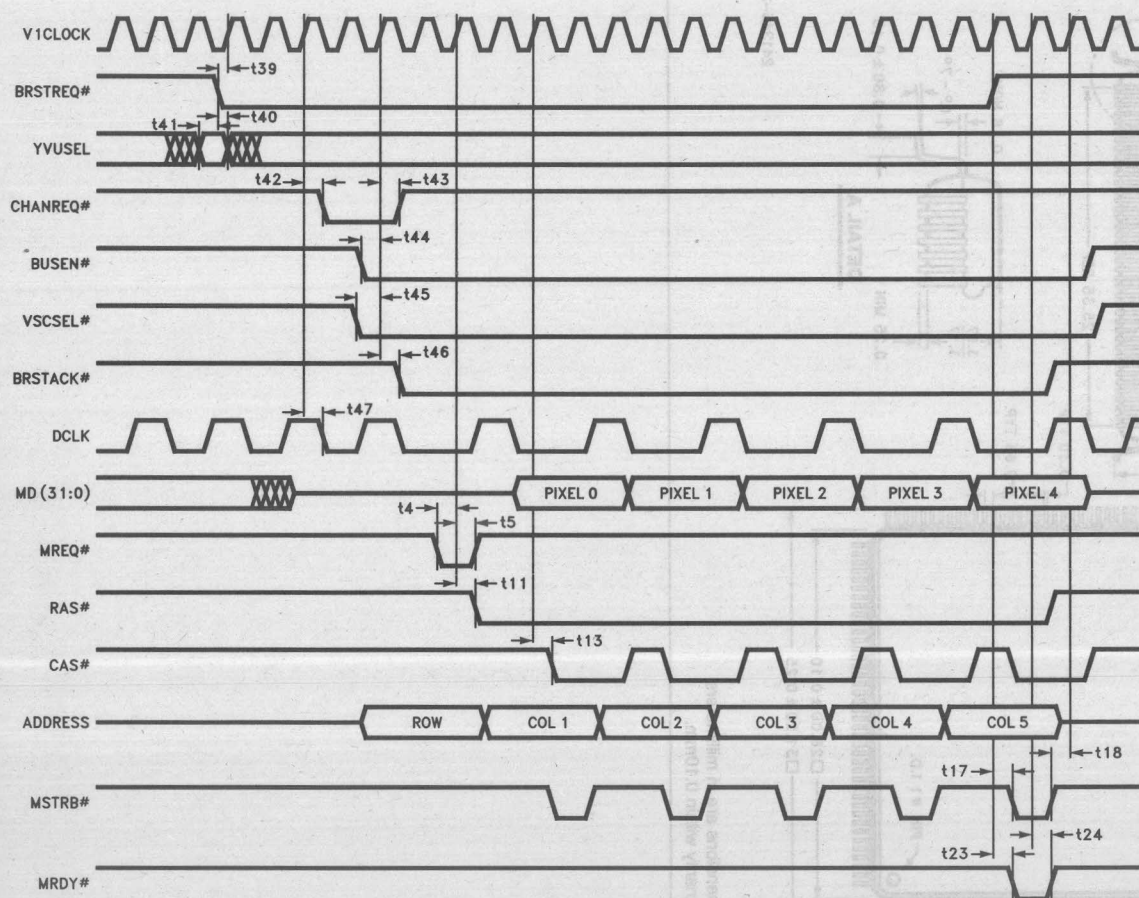 V1CLOCK
t39
BRSTREQ#
t41
t40
YVUSEL
t42
t43
CHANREQ#
t44
BUSEN#
t45
VSCSEL#
t46
BRSTACK#
t47
DCLK
MD (31:0)
PIXEL 0
PIXEL 1
PIXEL 2
PIXEL 3
PIXEL 4
t4
t5
MREQ#
t11
RAS#
t13
CAS#
ADDRESS
ROW
COL 1
COL 2
COL 3
COL 4
COL 5
t18
t17
MSTRB#
t24
t23
MRDY#
DETAIL A